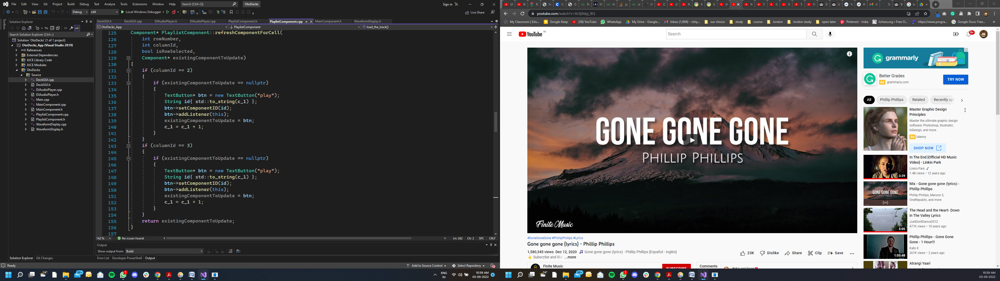 File Edit View Git Project Build Debug Test Analyze Tools Extensions Window Help Search (Ctrl+Q) OtoDecks Sign in
Debug x64 Local Windows Debugger Live Share
Toolbox
Solution Explorer
Search Solution Explorer (Ctrl+;)
Solution 'OtoDecks' (1 of 1 project)
OtoDecks_App (Visual Studio 2019)
References
External Dependencies
JUCE Library Code
JUCE Modules
OtoDecks
Source
DeckGUI.cpp
DeckGUI.h
DJAudioPlayer.cpp
DJAudioPlayer.h
Main.cpp
MainComponent.cpp
MainComponent.h
PlaylistComponent.cpp
PlaylistComponent.h
WaveformDisplay.cpp
WaveformDisplay.h
Solution Explorer Git Changes
DeckGUI.h DeckGUI.cpp DJAudioPlayer.h DJAudioPlayer.cpp PlaylistComponent.h PlaylistComponent.cpp MainComponent.h WaveformDisplay.h
OtoDecks_App PlaylistComponent load_the_track()
125 Component* PlaylistComponent::refreshComponentForCell(
126 int rowNumber,
127 int columnId,
128 bool isRowSelected,
129 Component* existingComponentToUpdate)
130 {
131 if (columnId == 2)
132 {
133 if (existingComponentToUpdate == nullptr)
134 {
135 TextButton* btn = new TextButton("play");
136 String id{ std::to_string(c_1) };
137 btn->setComponentID(id);
138 btn->addListener(this);
139 existingComponentToUpdate = btn;
140 c_1 = c_1 + 1;
141 }
142 }
143 if (columnId == 3)
144 {
145 if (existingComponentToUpdate == nullptr)
146 {
147 TextButton* btn = new TextButton("play");
148 String id{ std::to_string(c_1) };
149 btn->setComponentID(id);
150 btn->addListener(this);
151 existingComponentToUpdate = btn;
152 c_1 = c_1 + 1;
153 }
154 }
155 return existingComponentToUpdate;
156 }
157
142 % No issues found Ln: 262 Ch: 2 SPC CRLF
Output
Show output from: Build
Error List Developer PowerShell Output
Ready Add to Source Control Select Repository 1
24° 99+ 1 ENG IN 10:59 AM 05-09-2022 4
youtube.com/watch?v=Xc9j9dpj_BQ
My Classroom | Edu... Google Keep (58) YouTube WhatsApp My Drive - Google... Inbox (1,694) - rishy... our choice study course london london study open later Pinterest - India lichess.org • Free O... https://www.progra... Google Docs: Free... »
YouTube IN
Search
9+
GONE GONE GONE
PHILLIP PHILLIPS
Finite Music
#GoneGoneGone #PhillipPhillips #Lyrics
Gone gone gone (lyrics) - Phillip Phillips
1,580,345 views Dec 12, 2020 Gone gone gone (lyrics) - Phillip Phillips [Español - Inglés]
Subscribe and like ...more
23K Dislike Share Clip Save ...
Finite Music
SUBSCRIBE
Comments
grammarly
Better Grades
Ad grammarly.com
TRY NOW
All Phillip Phillips Related Recently upl
Master Graphic Design Principles
Master the ultimate graphic design software: Photoshop, Illustrator, InDesign, and more.
Ad Udemy
SHOP NOW
In The End [Official HD Music Video] - Linkin Park
Linkin Park
1.4B views • 12 years ago
3:39
Mix - Gone gone gone (lyrics) - Phillip Phillips
Phillip Phillips, Maroon 5, OneRepublic, and more
GONE GONE GONE
PHILLIP PHILLIPS
The Head and the Heart- Down in The Valley Lyrics
JustDontDance2012
477K views • 10 years ago
5:05
Phillip Phillips - Gone Gone Gone - 1 Hour!!!
Kato X
267K views • 2 years ago
1:05:48
Atrangi Yaari
24° 99+ 1 10:59 AM 05-09-2022